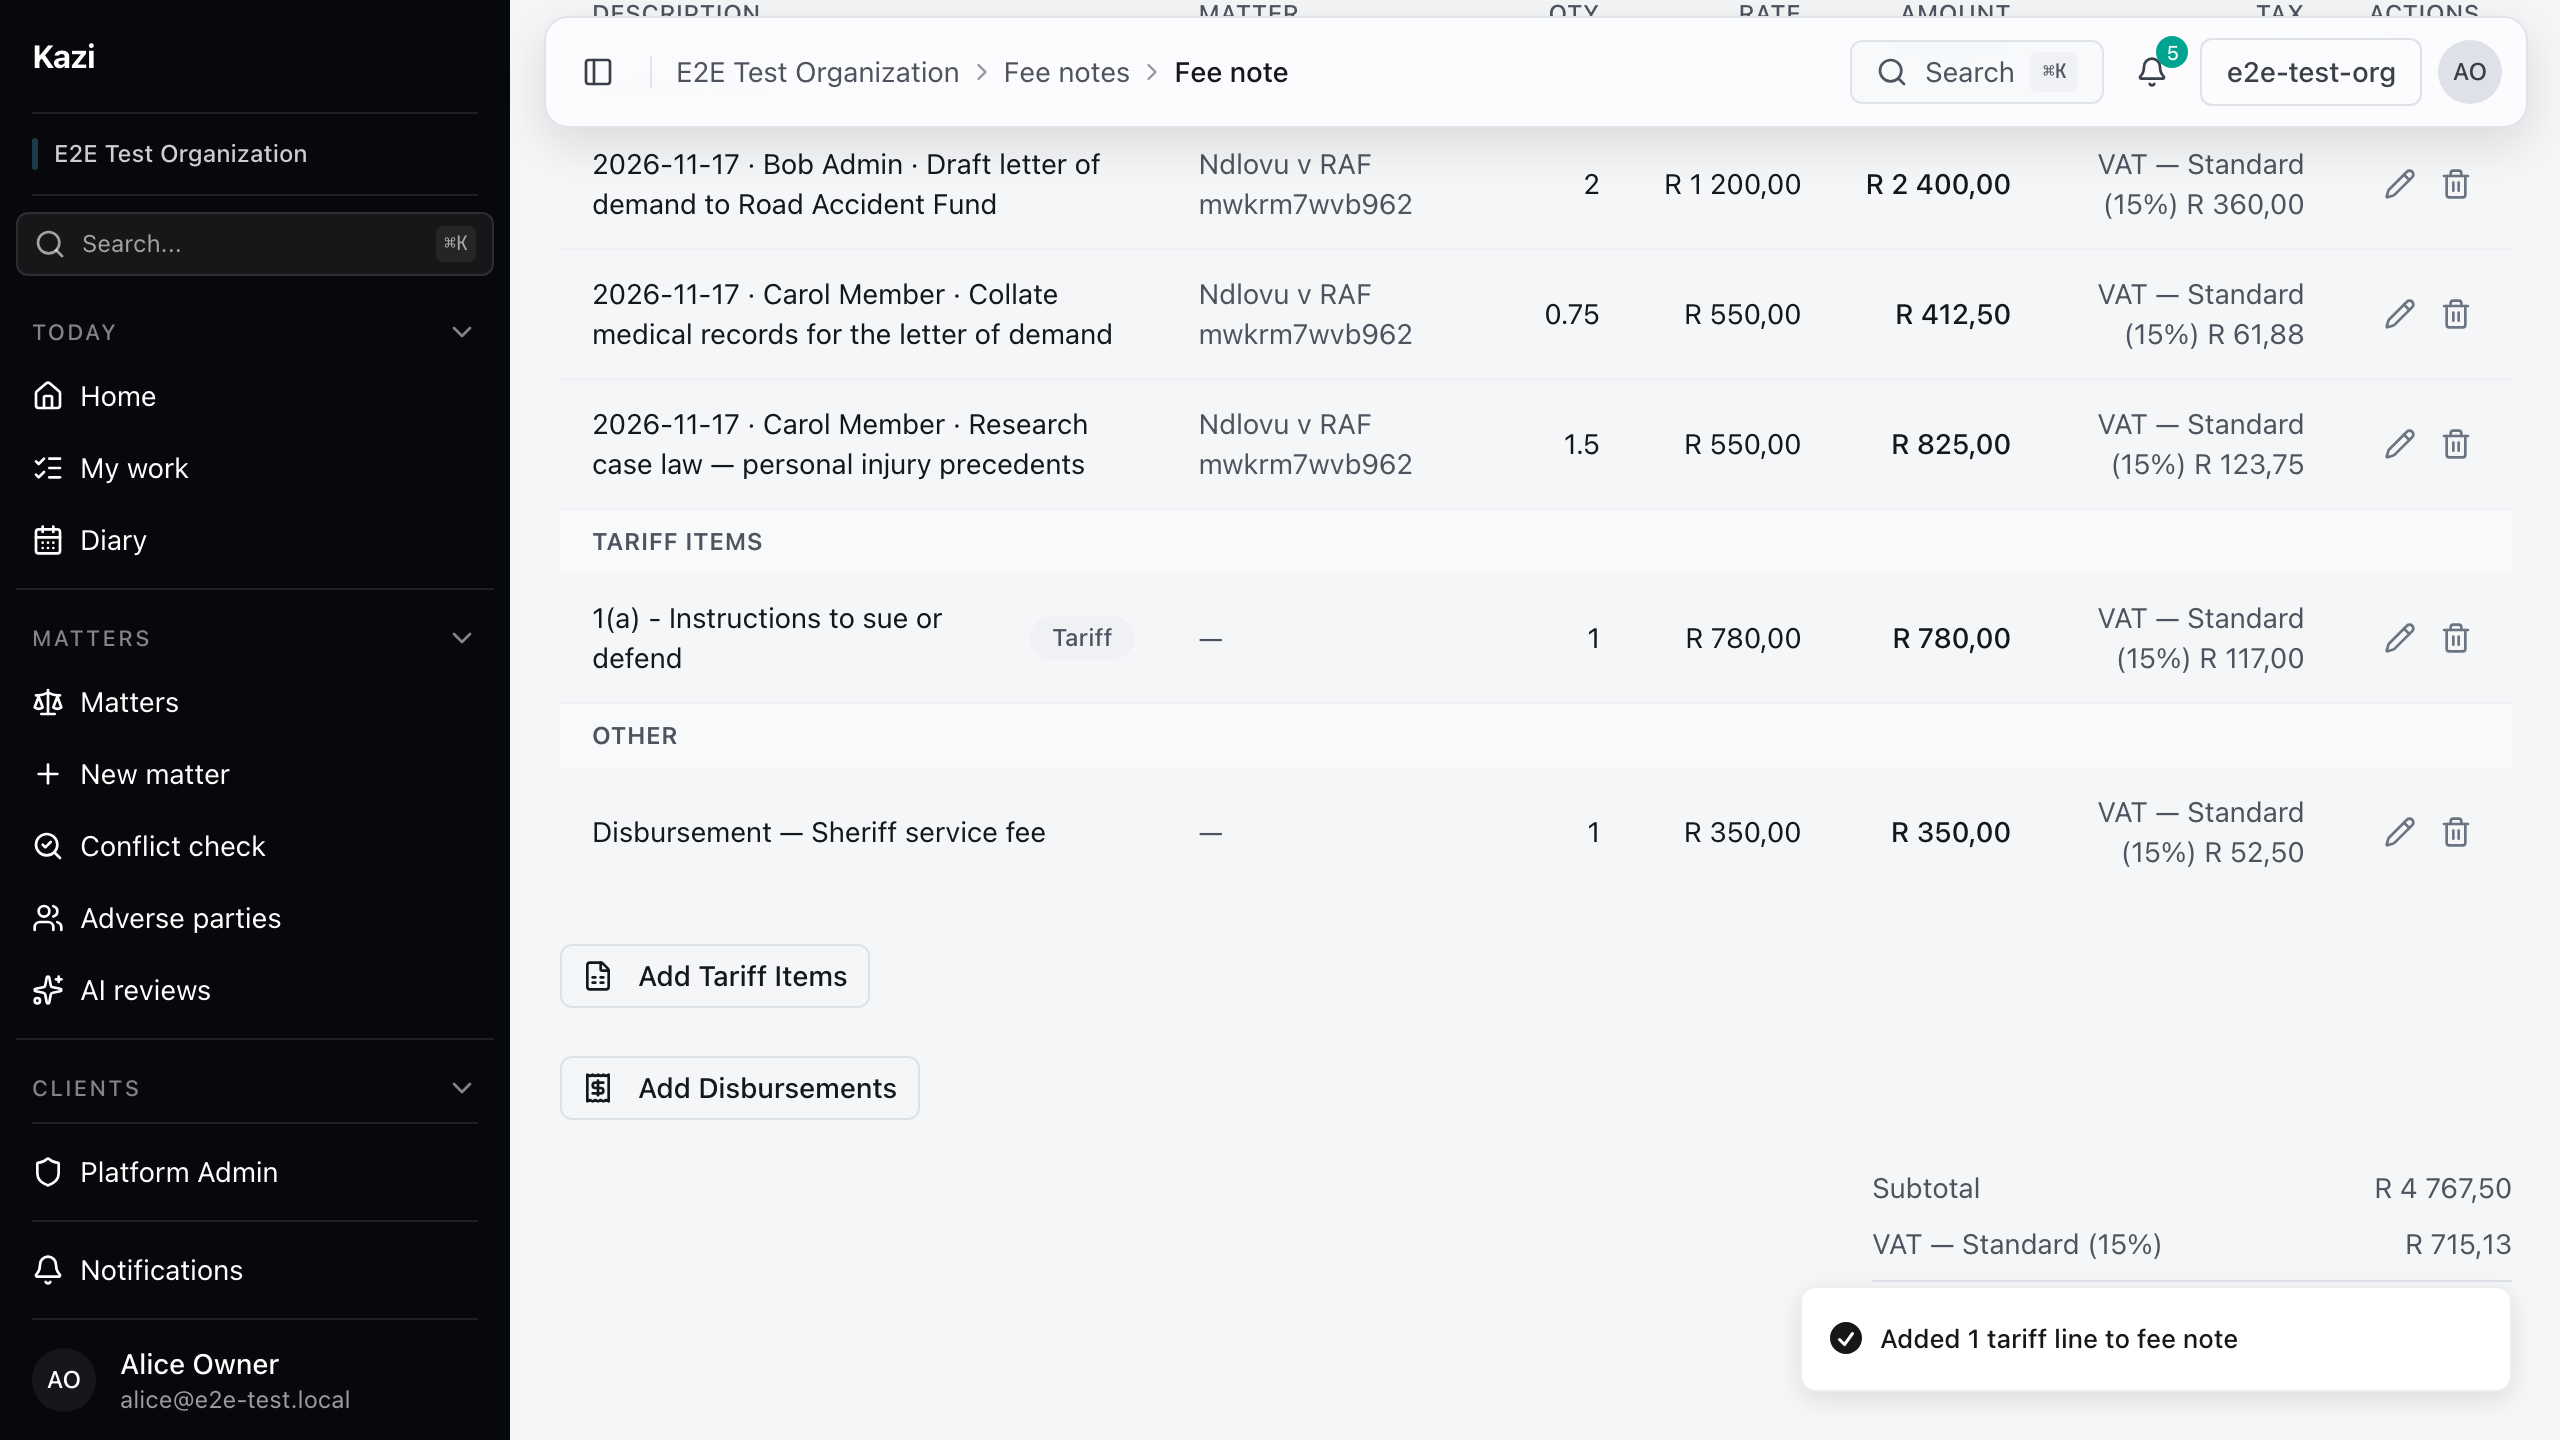 Kazi
E2E Test Organization
Search...
⌘K
TODAY
Home
My work
Diary
MATTERS
Matters
New matter
Conflict check
Adverse parties
AI reviews
CLIENTS
Platform Admin
Notifications
AO
Alice Owner
alice@e2e-test.local
DESCRIPTION MATTER QTY RATE AMOUNT TAX ACTIONS
E2E Test Organization > Fee notes > Fee note
Search ⌘K
5
e2e-test-org
AO
2026-11-17 · Bob Admin · Draft letter of
demand to Road Accident Fund
Ndlovu v RAF
mwkrm7wvb962
2
R 1 200,00
R 2 400,00
VAT — Standard
(15%) R 360,00
2026-11-17 · Carol Member · Collate
medical records for the letter of demand
Ndlovu v RAF
mwkrm7wvb962
0.75
R 550,00
R 412,50
VAT — Standard
(15%) R 61,88
2026-11-17 · Carol Member · Research
case law — personal injury precedents
Ndlovu v RAF
mwkrm7wvb962
1.5
R 550,00
R 825,00
VAT — Standard
(15%) R 123,75
TARIFF ITEMS
1(a) - Instructions to sue or
defend
Tariff
—
1
R 780,00
R 780,00
VAT — Standard
(15%) R 117,00
OTHER
Disbursement — Sheriff service fee
—
1
R 350,00
R 350,00
VAT — Standard
(15%) R 52,50
Add Tariff Items
Add Disbursements
Subtotal R 4 767,50
VAT — Standard (15%) R 715,13
Added 1 tariff line to fee note